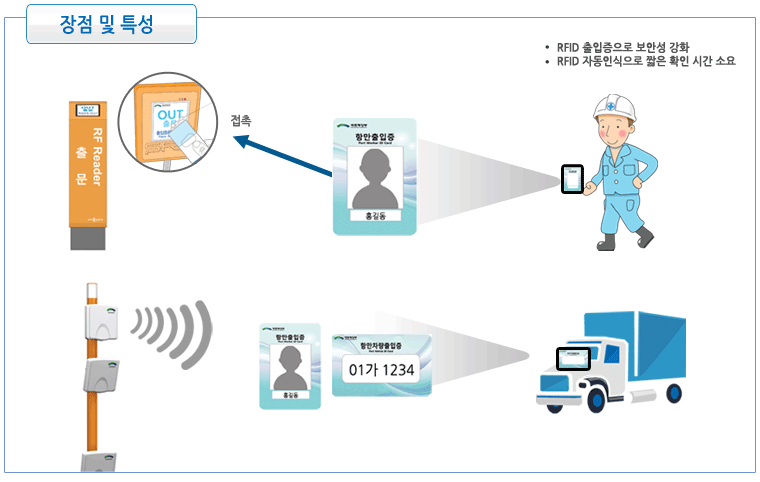 장점 및 특성
• RFID 출입증으로 보안성 강화
• RFID 자동인식으로 짧은 확인 시간 소요
RF Reader
출 문
OUT
접촉
항만출입증
Port Worker ID Card
홍길동
항만출입증
홍길동
항만차량출입증
Port Vehicle ID Card
01가 1234